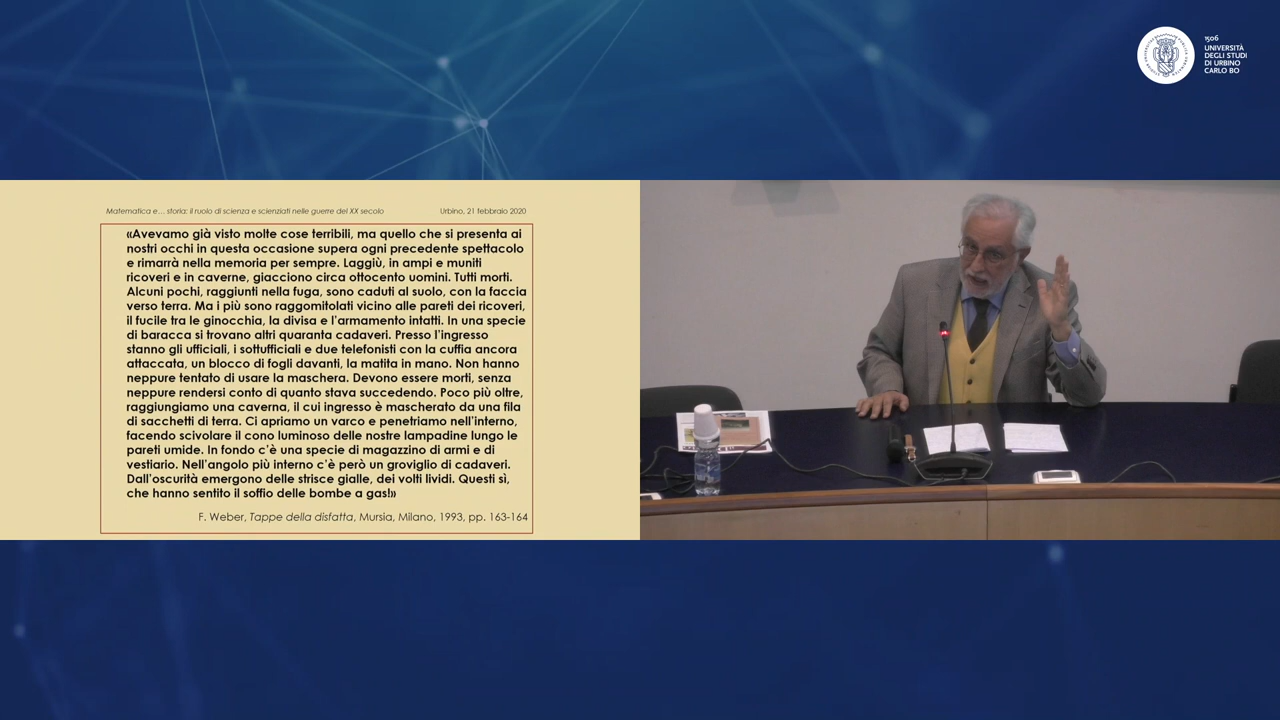 1506
UNIVERSITÀ
DEGLI STUDI
DI URBINO
CARLO BO
Matematica e… storia: il ruolo di scienza e scienziati nelle guerre del XX secolo
Urbino, 21 febbraio 2020
«Avevamo già visto molte cose terribili, ma quello che si presenta ai
nostri occhi in questa occasione supera ogni precedente spettacolo
e rimarrà nella memoria per sempre. Laggiù, in ampi e muniti
ricoveri e in caverne, giacciono circa ottocento uomini. Tutti morti.
Alcuni pochi, raggiunti nella fuga, sono caduti al suolo, con la faccia
verso terra. Ma i più sono raggomitolati vicino alle pareti dei ricoveri,
il fucile tra le ginocchia, la divisa e l'armamento intatti. In una specie
di baracca si trovano altri quaranta cadaveri. Presso l'ingresso
stanno gli ufficiali, i sottufficiali e due telefonisti con la cuffia ancora
attaccata, un blocco di fogli davanti, la matita in mano. Non hanno
neppure tentato di usare la maschera. Devono essere morti, senza
neppure rendersi conto di quanto stava succedendo. Poco più oltre,
raggiungiamo una caverna, il cui ingresso è mascherato da una fila
di sacchetti di terra. Ci apriamo un varco e penetriamo nell'interno,
facendo scivolare il cono luminoso delle nostre lampadine lungo le
pareti umide. In fondo c'è una specie di magazzino di armi e di
vestiario. Nell'angolo più interno c'è però un groviglio di cadaveri.
Dall'oscurità emergono delle strisce gialle, dei volti lividi. Questi sì,
che hanno sentito il soffio delle bombe a gas!»
F. Weber, Tappe della disfatta, Mursia, Milano, 1993, pp. 163-164